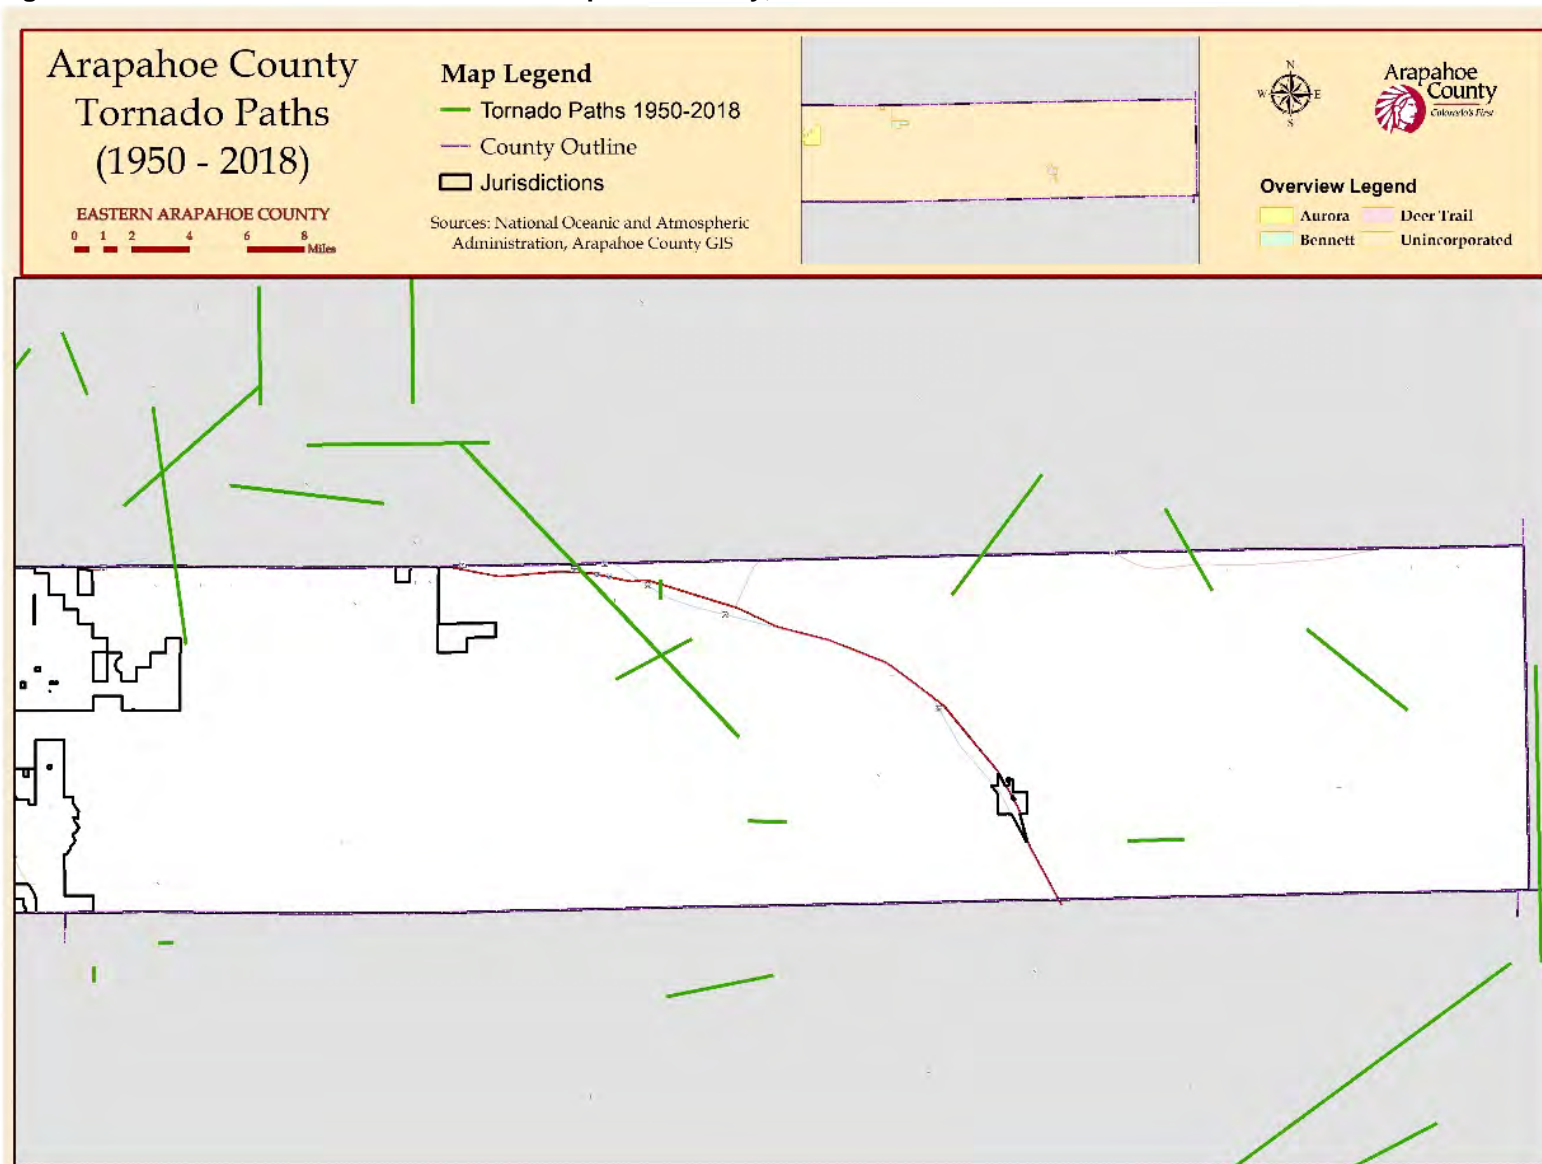 Arapahoe County
Tornado Paths
(1950 - 2018)
EASTERN ARAPAHOE COUNTY
0 1 2 4 6 8
Miles
Map Legend
Tornado Paths 1950-2018
County Outline
Jurisdictions
Sources: National Oceanic and Atmospheric
Administration, Arapahoe County GIS
N
W E
S
Arapahoe
County
Colorado's First
Overview Legend
Aurora Deer Trail
Bennett Unincorporated